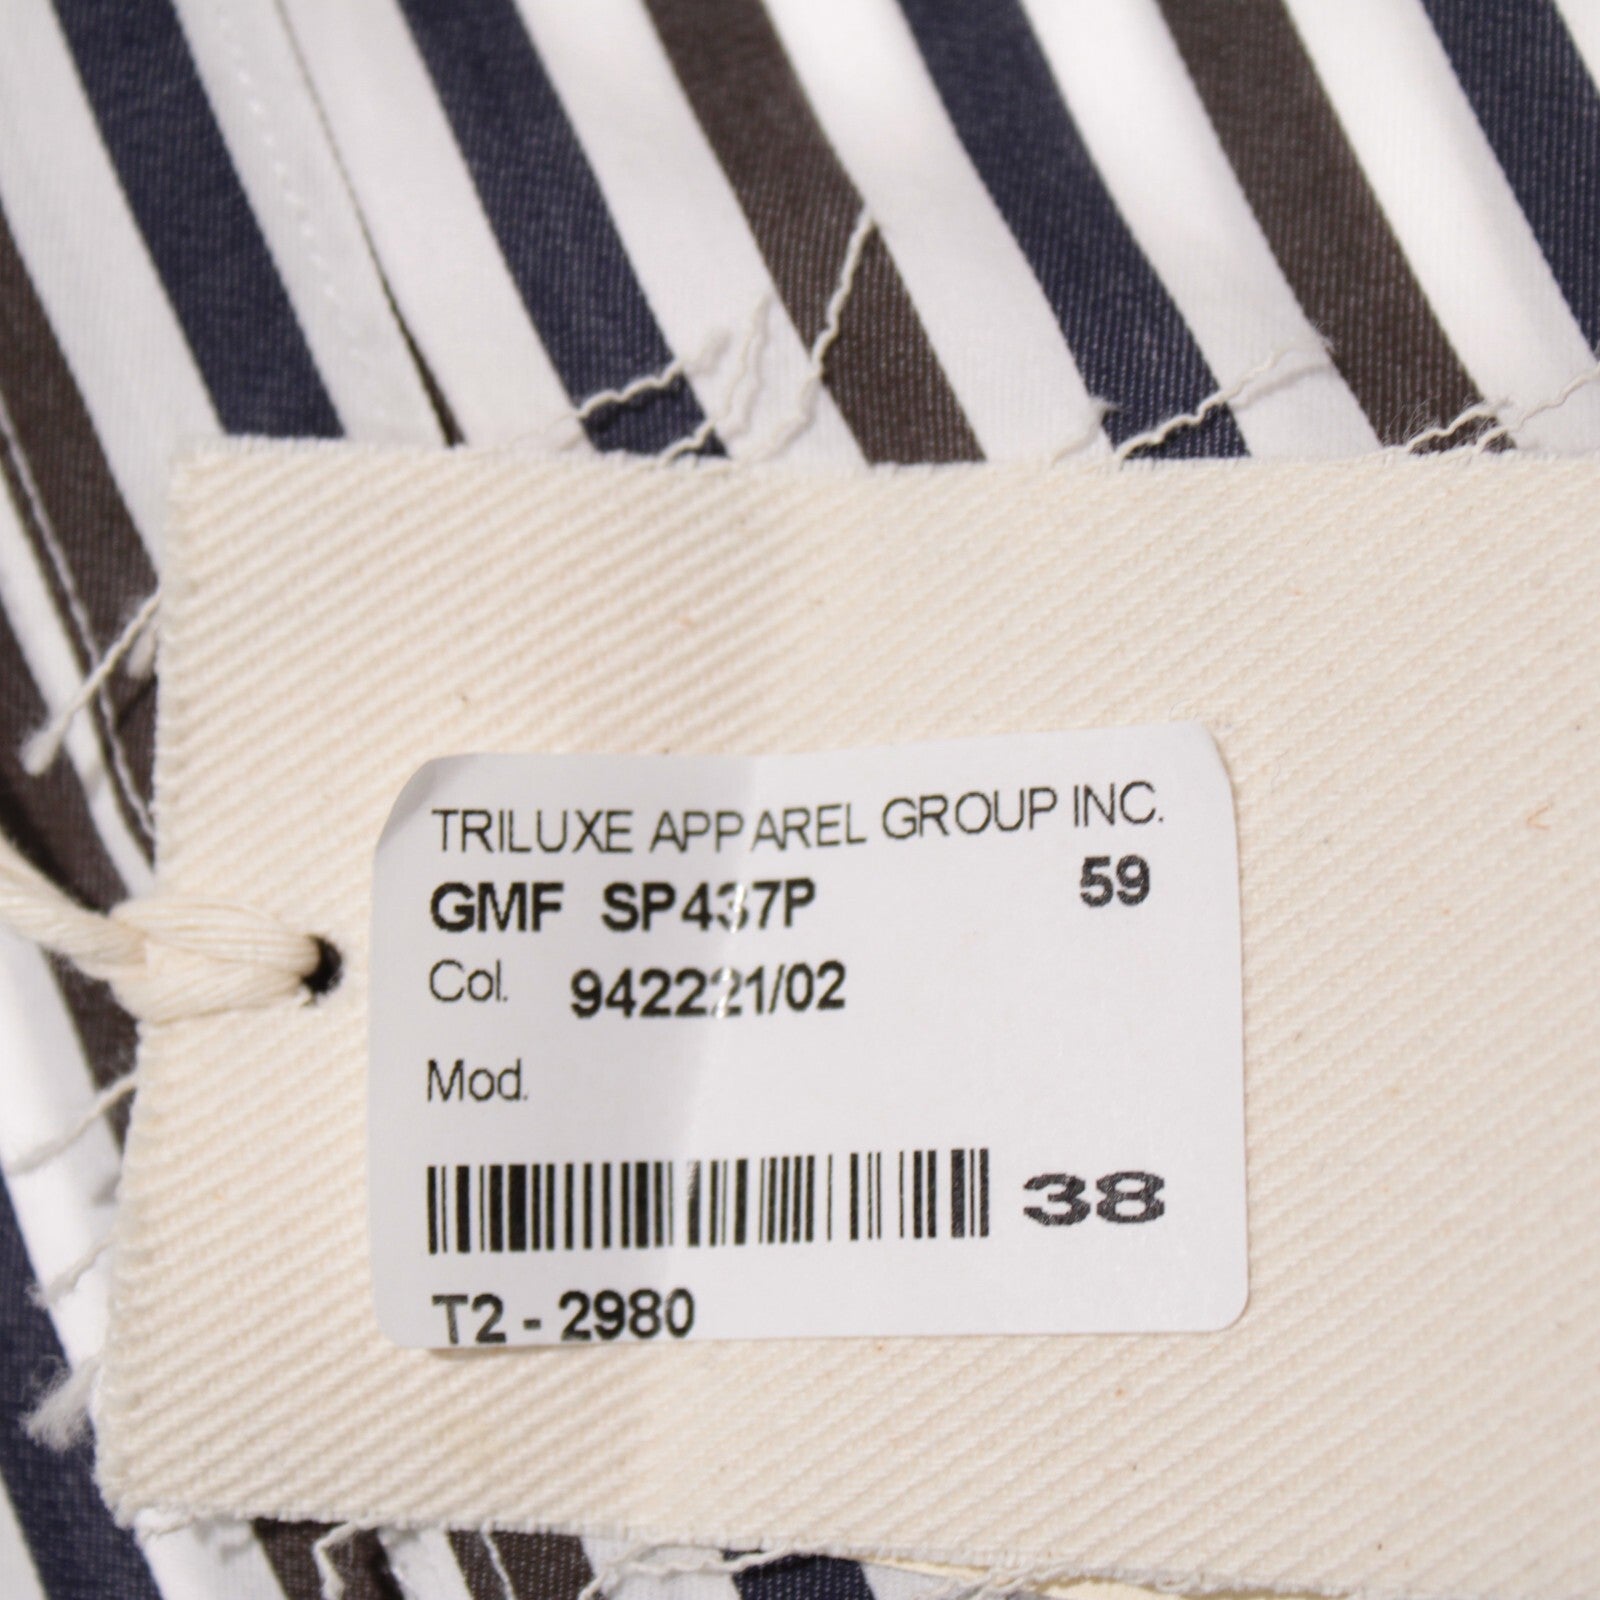 TRILUXE APPAREL GROUP INC.
GMF SP437P 59
Col. 942221/02
Mod.
38
T2 - 2980